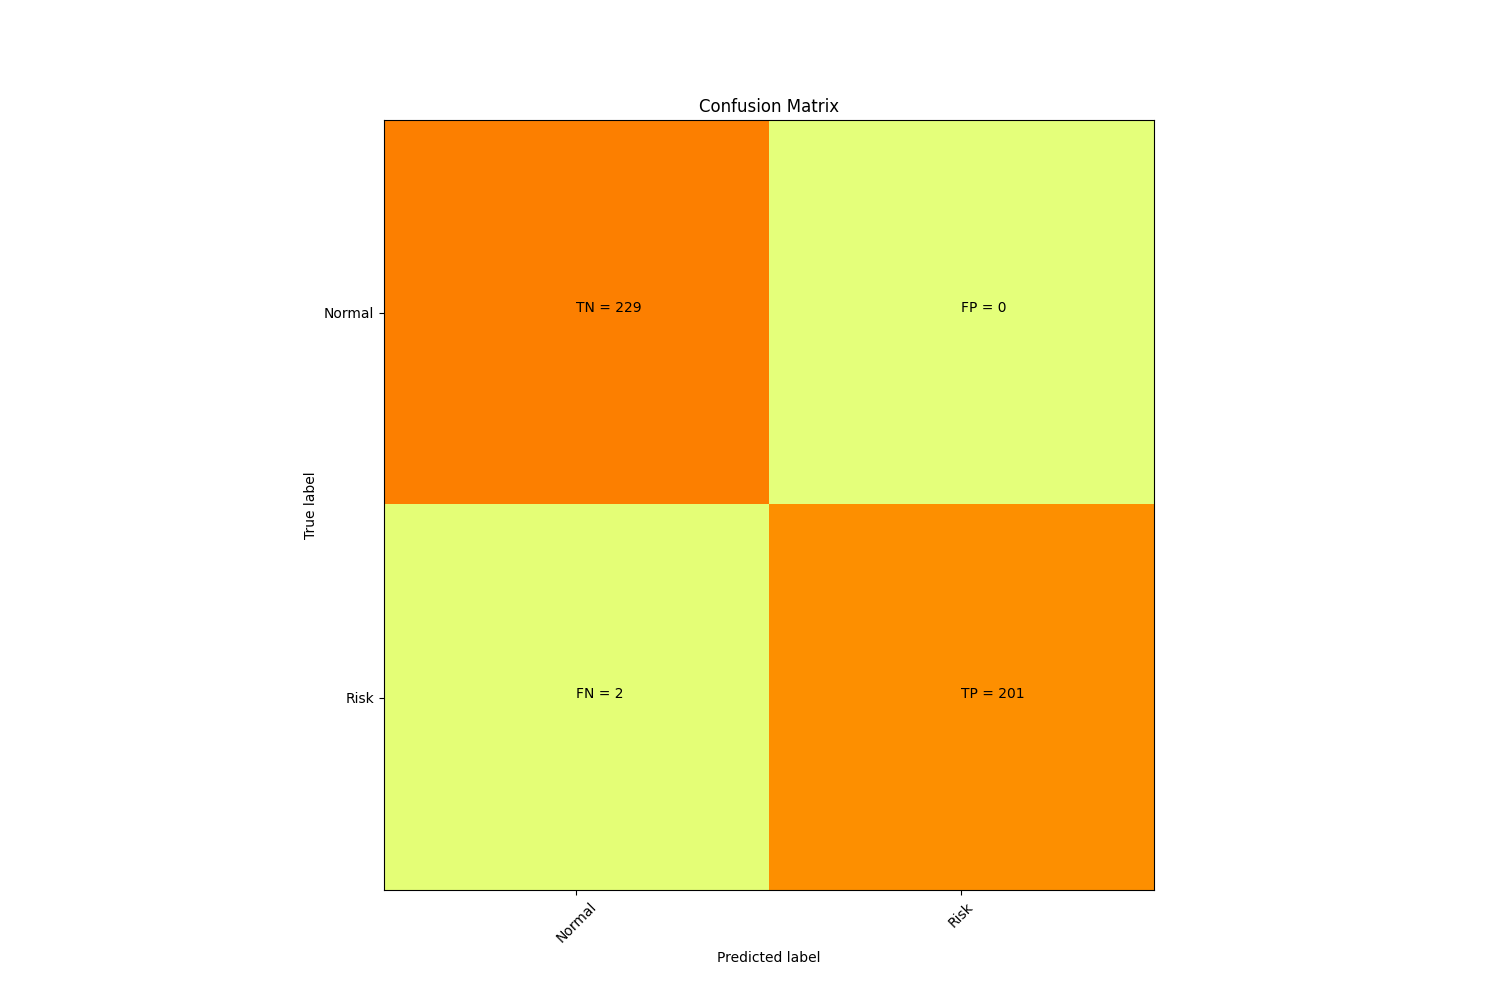 Confusion Matrix
TN = 229
FP = 0
Normal
True label
FN = 2
TP = 201
Risk
Normal
Risk
Predicted label